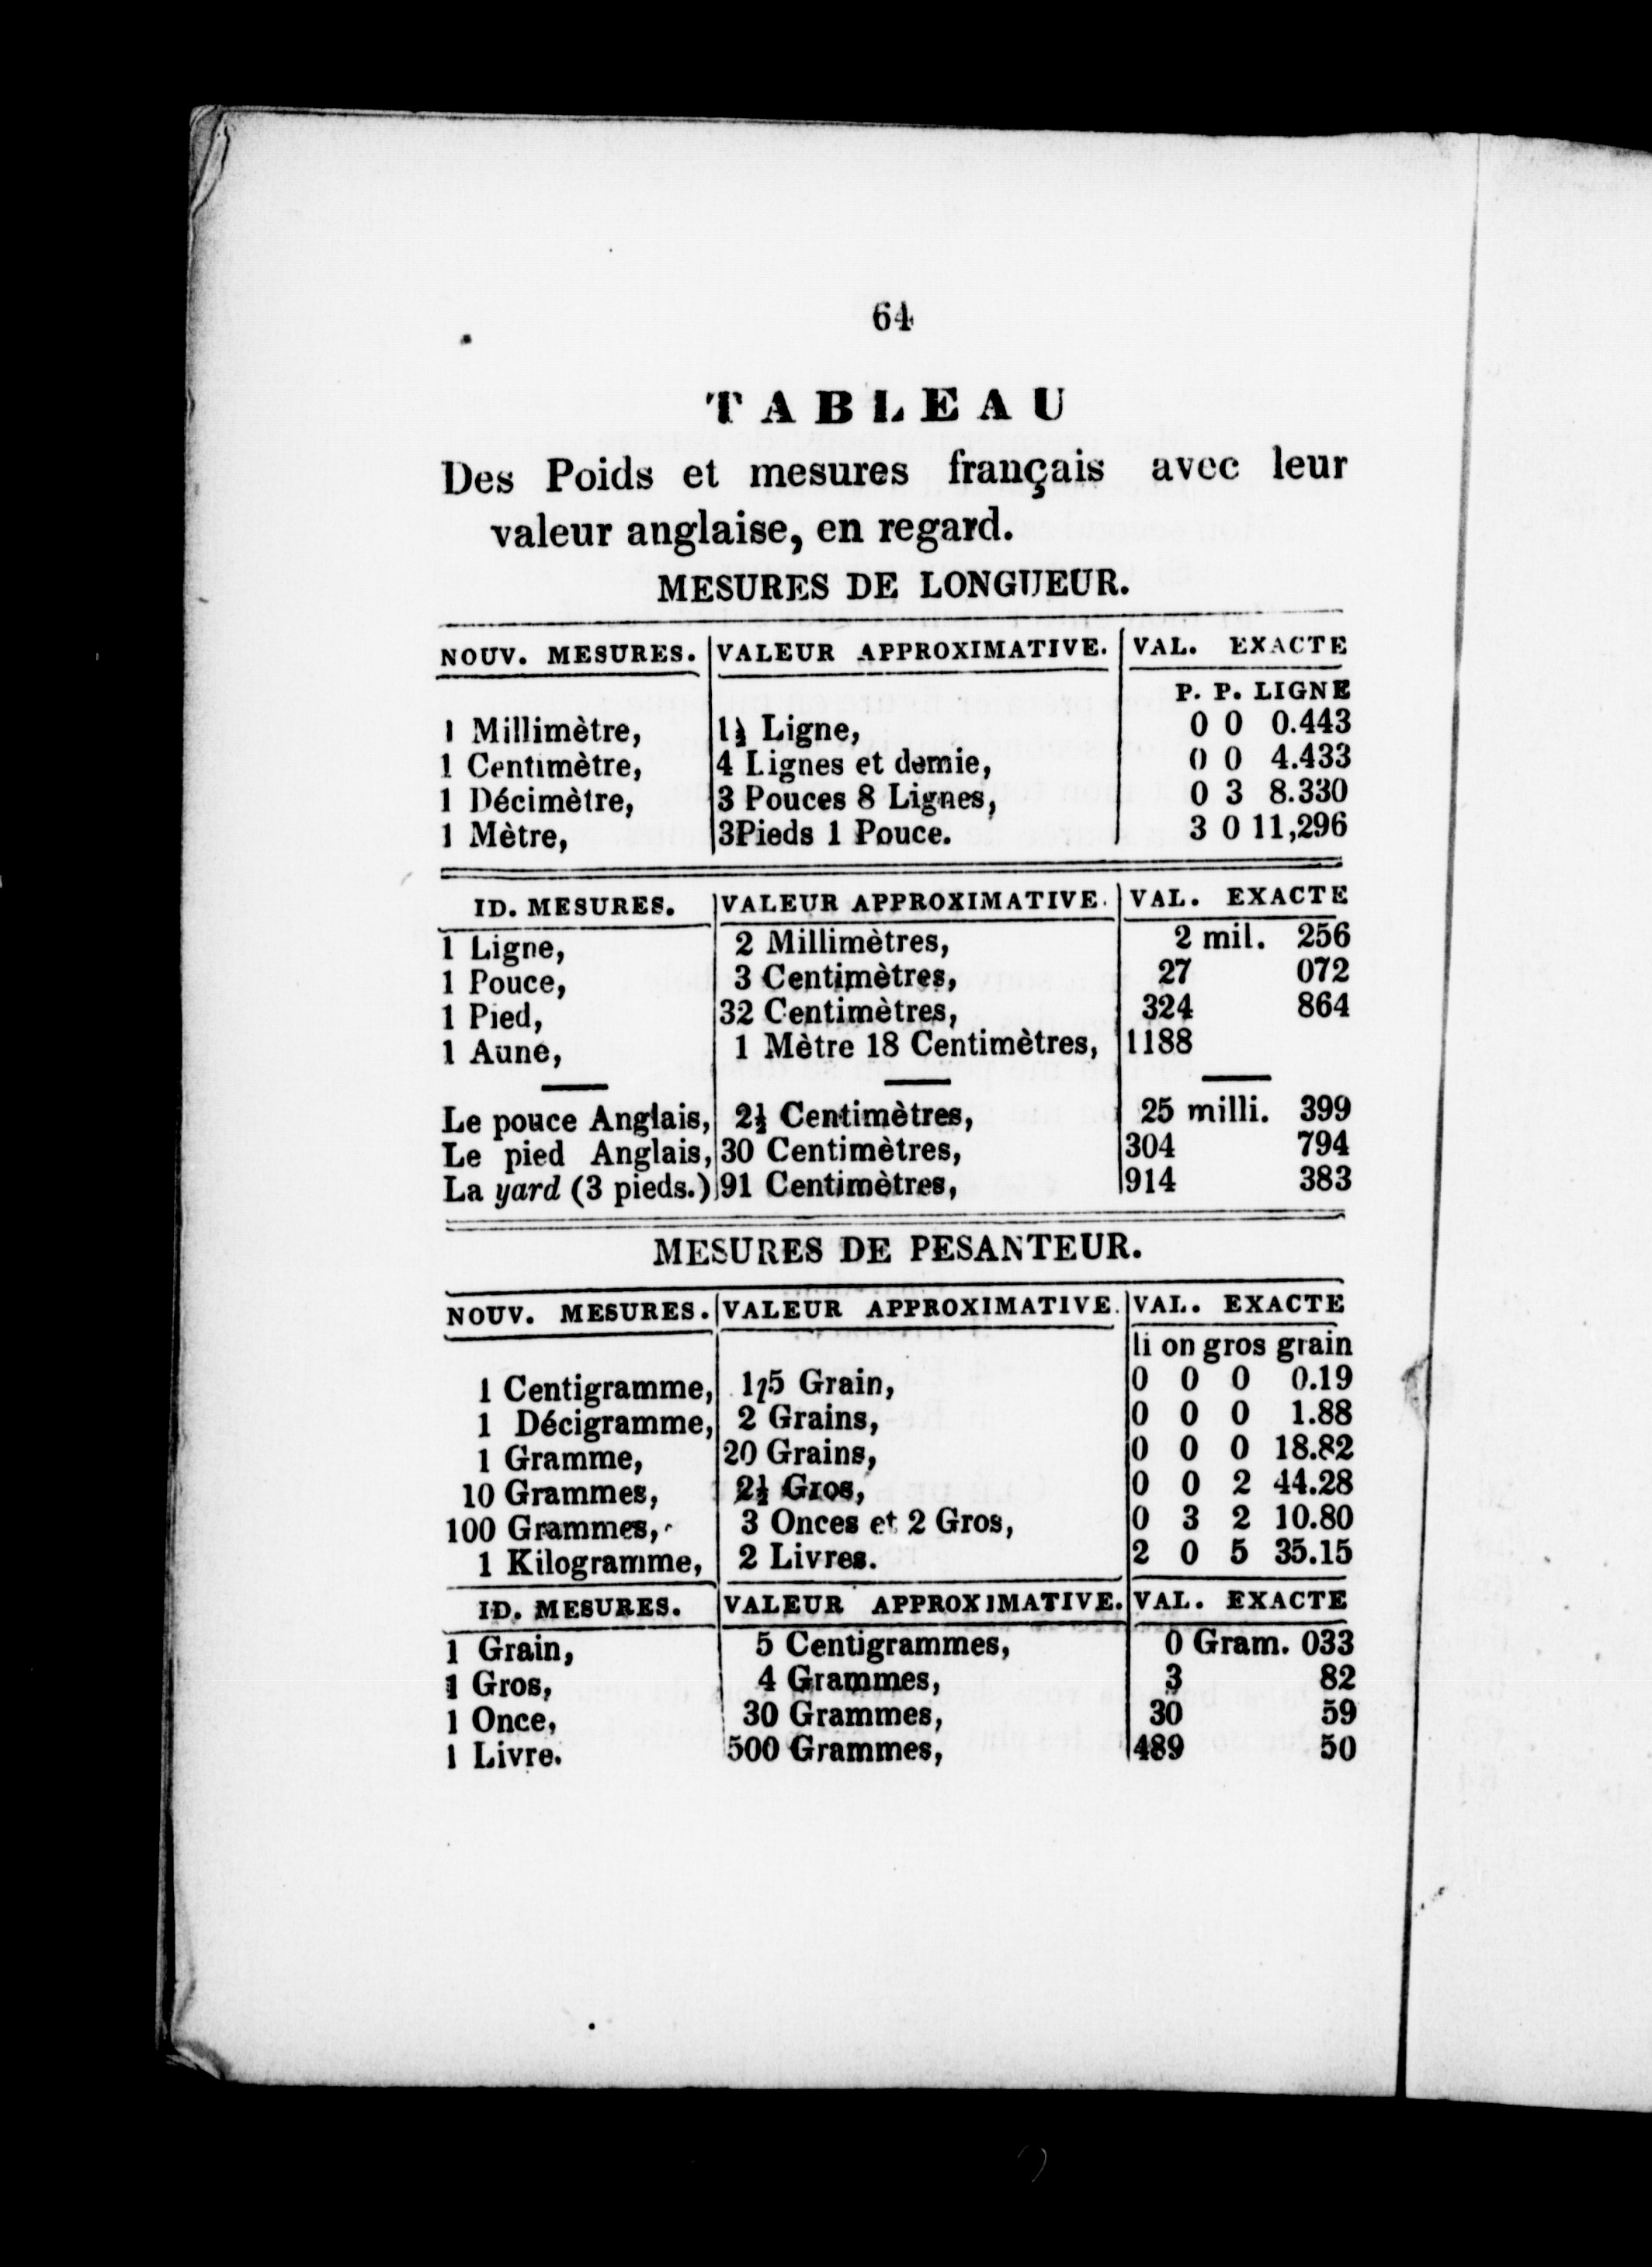 64
TABLEAU
Des Poids et mesures français avec leur
valeur anglaise, en regard.
MESURES DE LONGUEUR.
NOUV. MESURES. VALEUR APPROXIMATIVE. VAL. EXACTE
P. P. LIGNE
1 Millimètre, 1½ Ligne, 0 0 0.443
1 Centimètre, 4 Lignes et demie, 0 0 4.433
1 Décimètre, 3 Pouces 8 Lignes, 0 3 8.330
1 Mètre, 3Pieds 1 Pouce. 3 0 11,296
ID. MESURES. VALEUR APPROXIMATIVE. VAL. EXACTE
1 Ligne, 2 Millimètres, 2 mil. 256
1 Pouce, 3 Centimètres, 27 072
1 Pied, 32 Centimètres, 324 864
1 Aune, 1 Mètre 18 Centimètres, 1188
Le pouce Anglais, 2½ Centimètres, 25 milli. 399
Le pied Anglais, 30 Centimètres, 304 794
La yard (3 pieds.) 91 Centimètres, 914 383
MESURES DE PESANTEUR.
NOUV. MESURES. VALEUR APPROXIMATIVE. VAL. EXACTE
li on gros grain
1 Centigramme, 1/5 Grain, 0 0 0 0.19
1 Décigramme, 2 Grains, 0 0 0 1.88
1 Gramme, 20 Grains, 0 0 0 18.82
10 Grammes, 2½ Gros, 0 0 2 44.28
100 Grammes, 3 Onces et 2 Gros, 0 3 2 10.80
1 Kilogramme, 2 Livres. 2 0 5 35.15
ID. MESURES. VALEUR APPROXIMATIVE. VAL. EXACTE
1 Grain, 5 Centigrammes, 0 Gram. 033
1 Gros, 4 Grammes, 3 82
1 Once, 30 Grammes, 30 59
1 Livre. 500 Grammes, 489 50